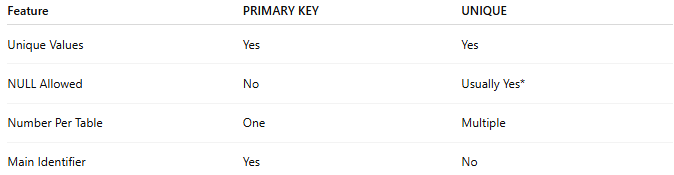 Feature PRIMARY KEY UNIQUE
Unique Values Yes Yes
NULL Allowed No Usually Yes*
Number Per Table One Multiple
Main Identifier Yes No